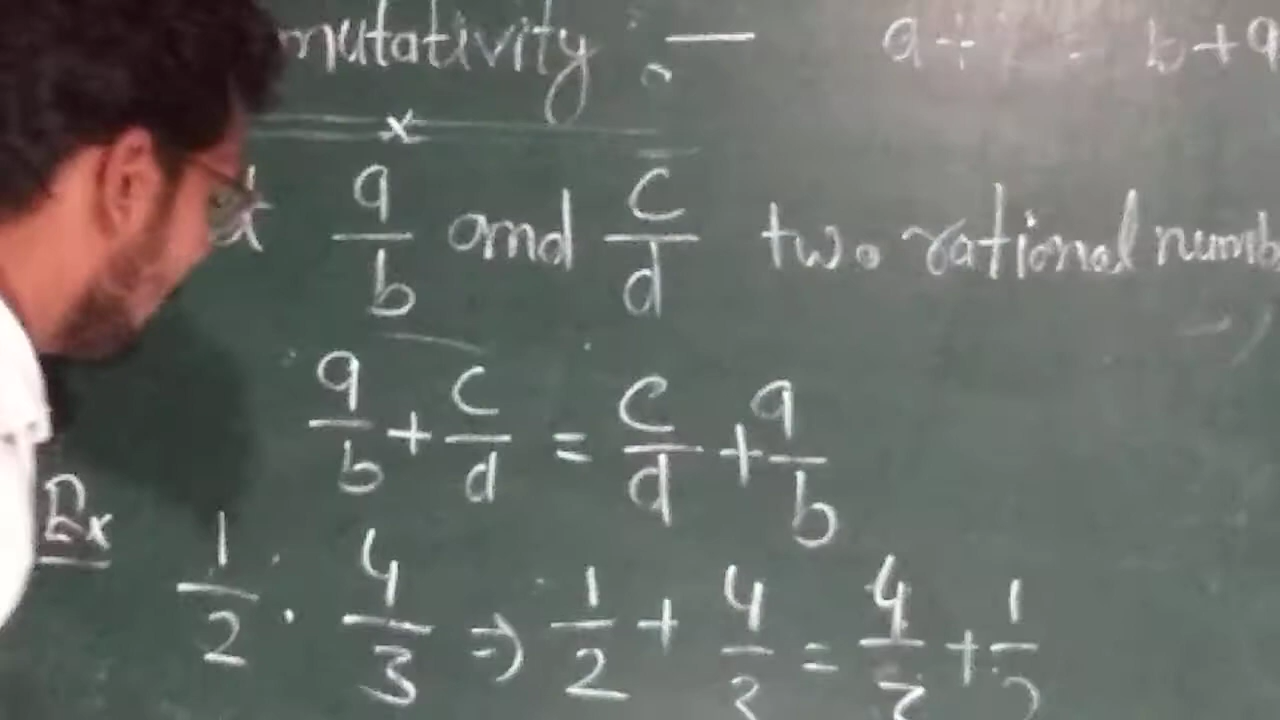 mutativity :— a + = b + a
a/b and c/d two rational numb
a/b + c/d = c/d + a/b
Ex 1/2 . 4/3 ⇒ 1/2 + 4/3 = 4/3 + 1/2